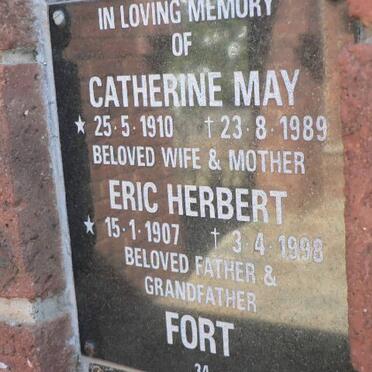 IN LOVING MEMORY
OF
CATHERINE MAY
★ 25·5·1910 † 23·8·1989
BELOVED WIFE & MOTHER
ERIC HERBERT
★ 15·1·1907 † 3·4·1998
BELOVED FATHER &
GRANDFATHER
FORT
34